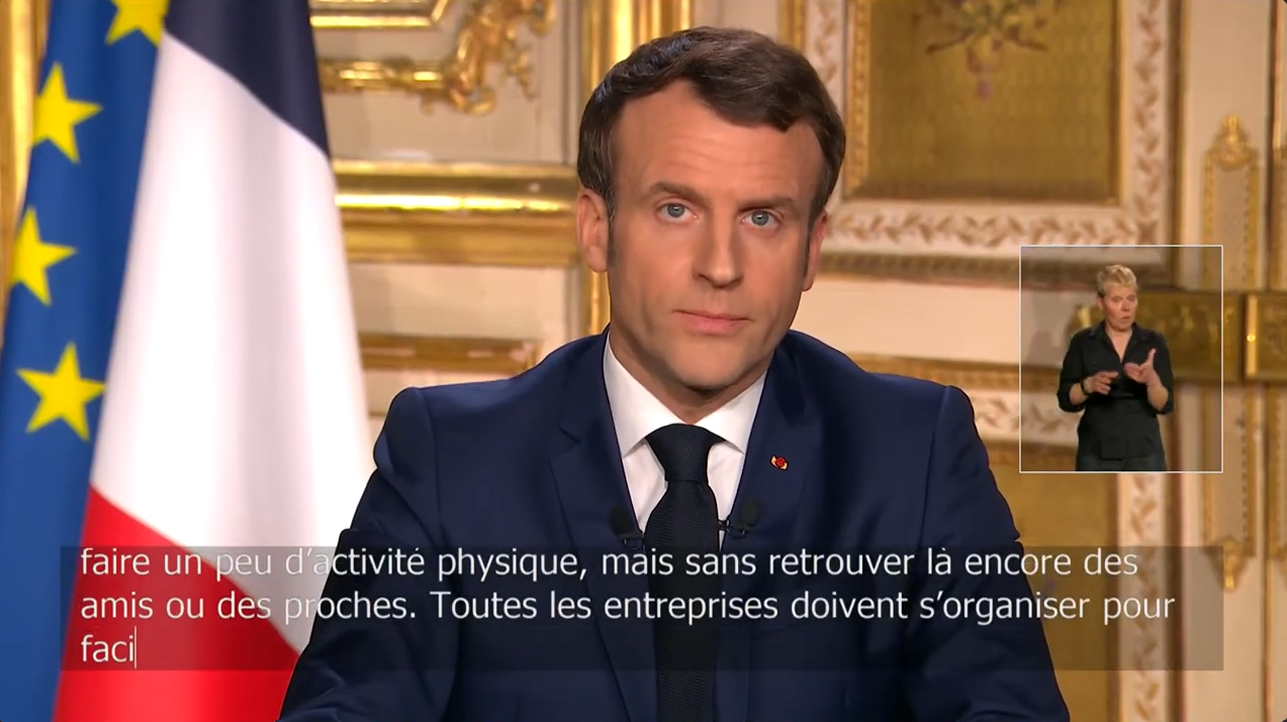 faire un peu d’activité physique, mais sans retrouver là encore des
amis ou des proches. Toutes les entreprises doivent s’organiser pour
faci